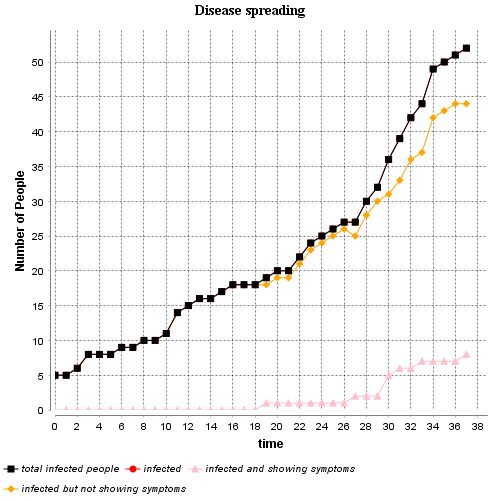 Disease spreading
50
45
40
35
30
25
20
15
10
5
0
Number of People
0 2 4 6 8 10 12 14 16 18 20 22 24 26 28 30 32 34 36 38
time
total infected people infected infected and showing symptoms
infected but not showing symptoms